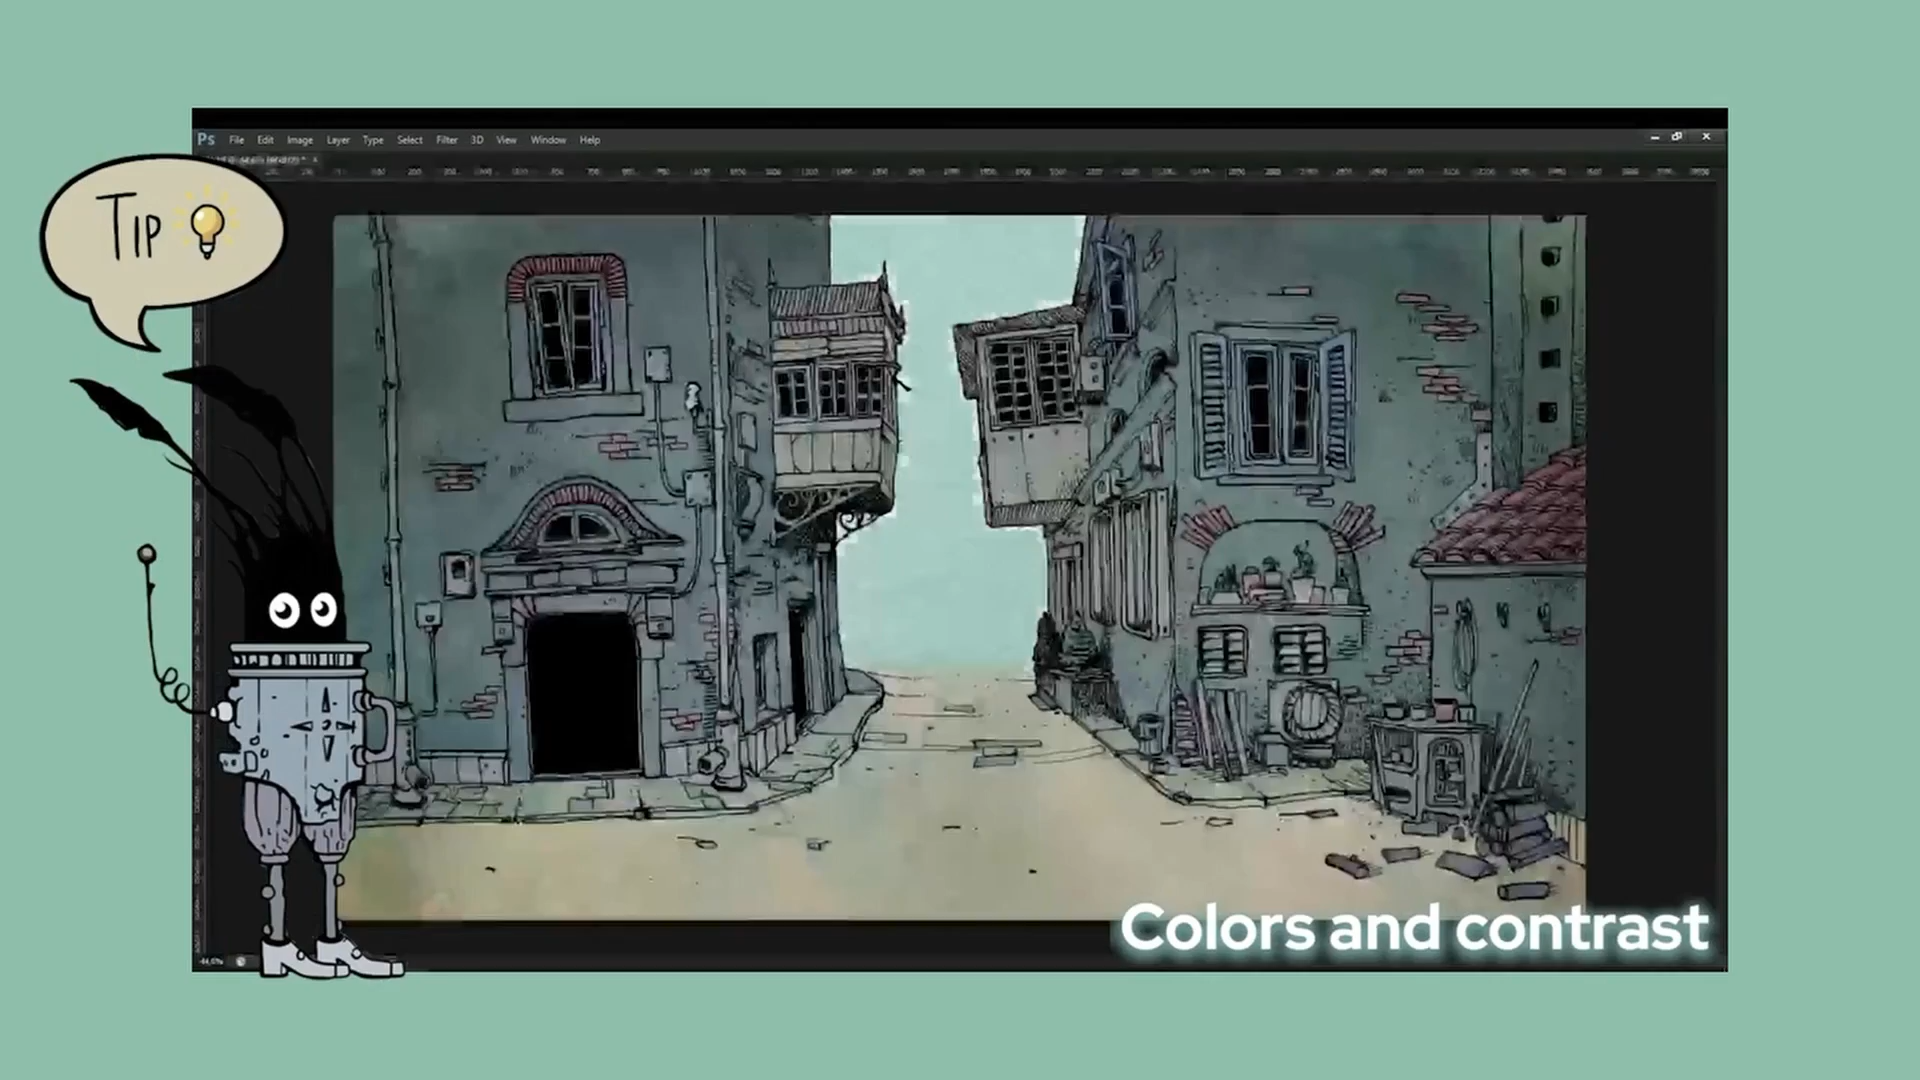 Ps File Edit Image Layer Type Select Filter 3D View Window Help
TIP
Colors and contrast